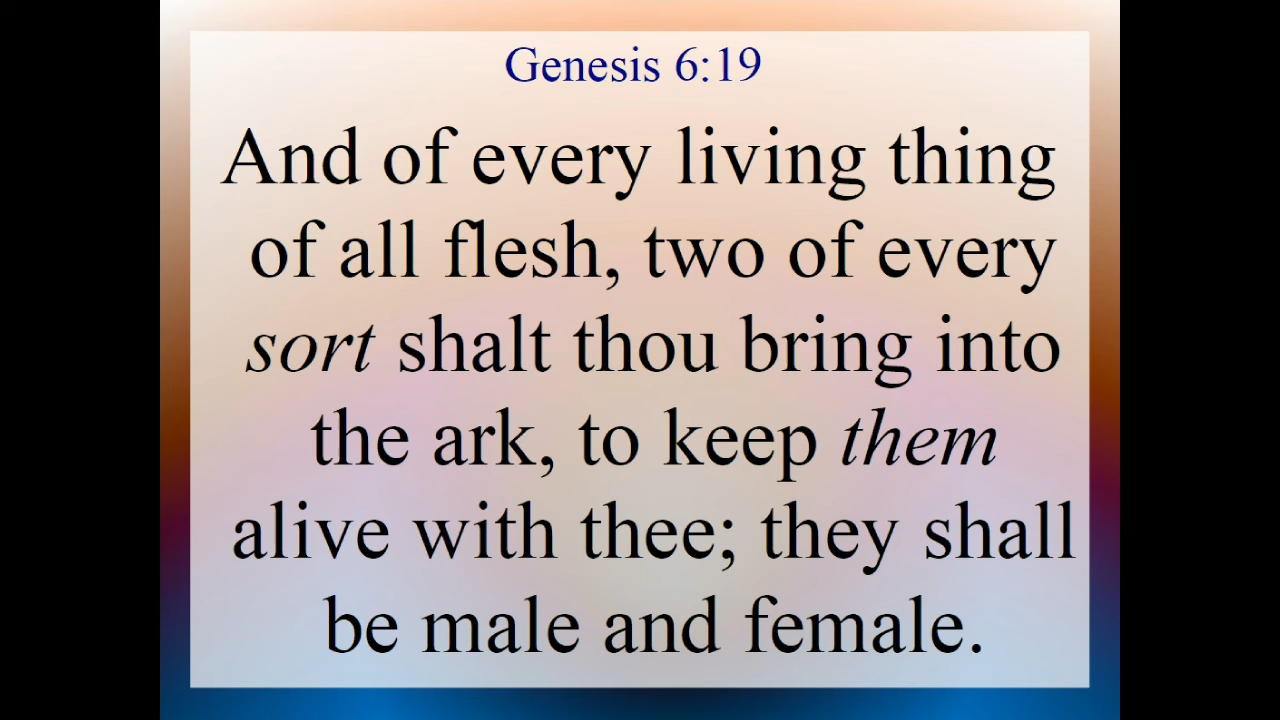 Genesis 6:19
And of every living thing
of all flesh, two of every
sort shalt thou bring into
the ark, to keep them
alive with thee; they shall
be male and female.